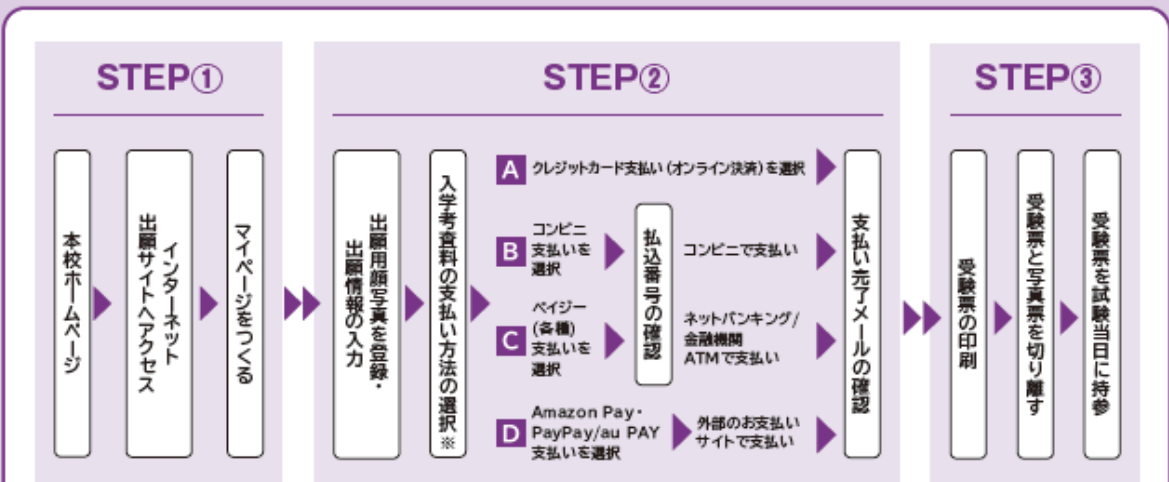 STEP①
本校ホームページ
インターネット
出願サイトへアクセス
マイページをつくる
STEP②
出願用顔写真を登録・
出願情報の入力
入学考査料の支払い方法の選択※
A クレジットカード支払い(オンライン決済)を選択
B コンビニ
支払いを
選択
C ペイジー
(各種)
支払いを
選択
払込番号の確認
コンビニで支払い
ネットバンキング/
金融機関
ATMで支払い
D Amazon Pay・
PayPay/au PAY
支払いを選択
外部のお支払い
サイトで支払い
支払い完了メールの確認
STEP③
受験票の印刷
受験票と写真票を切り離す
受験票を試験当日に持参